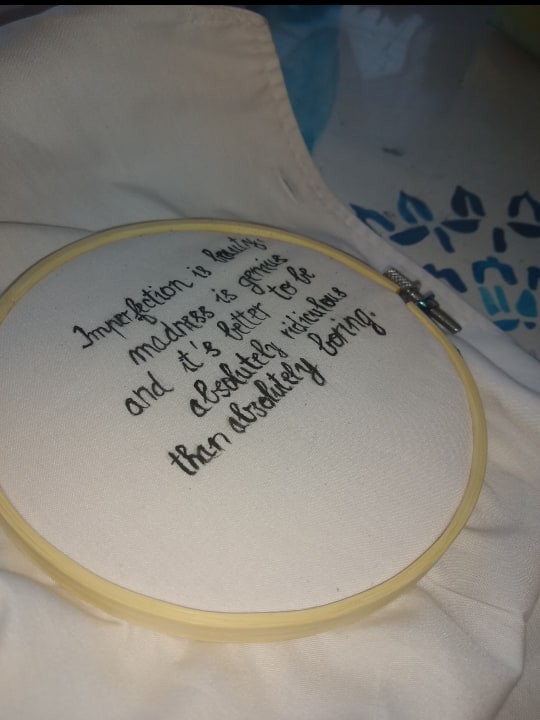 Imperfection is beauty,
madness is genius
and it's better to be
absolutely ridiculous
than absolutely boring.